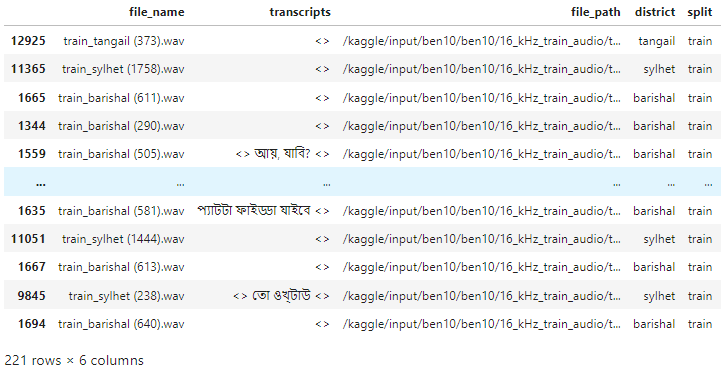 file_name transcripts file_path district split
12925 train_tangail (373).wav <> /kaggle/input/ben10/ben10/16_kHz_train_audio/t... tangail train
11365 train_sylhet (1758).wav <> /kaggle/input/ben10/ben10/16_kHz_train_audio/t... sylhet train
1665 train_barishal (611).wav <> /kaggle/input/ben10/ben10/16_kHz_train_audio/t... barishal train
1344 train_barishal (290).wav <> /kaggle/input/ben10/ben10/16_kHz_train_audio/t... barishal train
1559 train_barishal (505).wav <> আয়, যাবি? <> /kaggle/input/ben10/ben10/16_kHz_train_audio/t... barishal train
... ... ... ... ... ...
1635 train_barishal (581).wav প্যাটটা ফাইড্ডা যাইবে <> /kaggle/input/ben10/ben10/16_kHz_train_audio/t... barishal train
11051 train_sylhet (1444).wav <> /kaggle/input/ben10/ben10/16_kHz_train_audio/t... sylhet train
1667 train_barishal (613).wav <> /kaggle/input/ben10/ben10/16_kHz_train_audio/t... barishal train
9845 train_sylhet (238).wav <> তো ওখ্টাউ <> /kaggle/input/ben10/ben10/16_kHz_train_audio/t... sylhet train
1694 train_barishal (640).wav <> /kaggle/input/ben10/ben10/16_kHz_train_audio/t... barishal train
221 rows × 6 columns